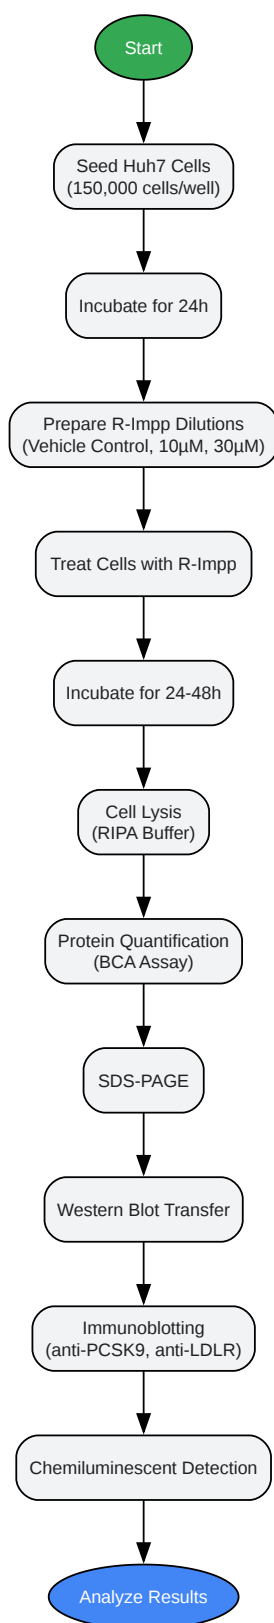 Start
Seed Huh7 Cells
(150,000 cells/well)
Incubate for 24h
Prepare R-Impp Dilutions
(Vehicle Control, 10µM, 30µM)
Treat Cells with R-Impp
Incubate for 24-48h
Cell Lysis
(RIPA Buffer)
Protein Quantification
(BCA Assay)
SDS-PAGE
Western Blot Transfer
Immunoblotting
(anti-PCSK9, anti-LDLR)
Chemiluminescent Detection
Analyze Results